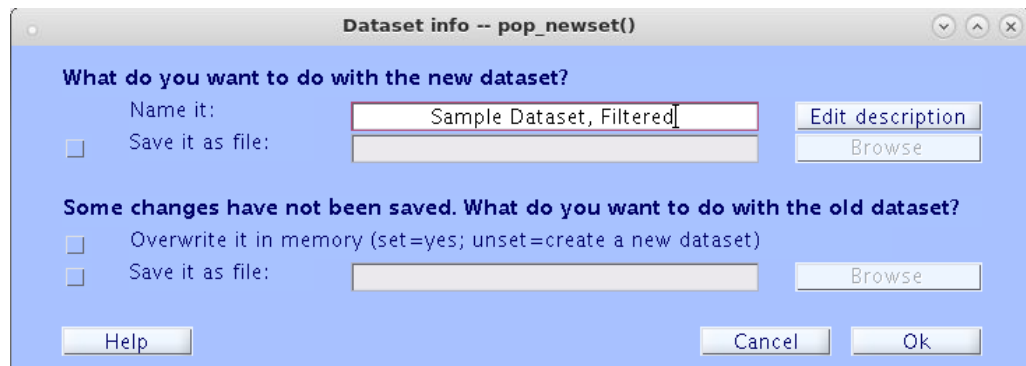 Dataset info -- pop_newset()
What do you want to do with the new dataset?
Name it: Sample Dataset, Filtered Edit description
Save it as file: Browse
Some changes have not been saved. What do you want to do with the old dataset?
Overwrite it in memory (set=yes; unset=create a new dataset)
Save it as file: Browse
Help Cancel Ok